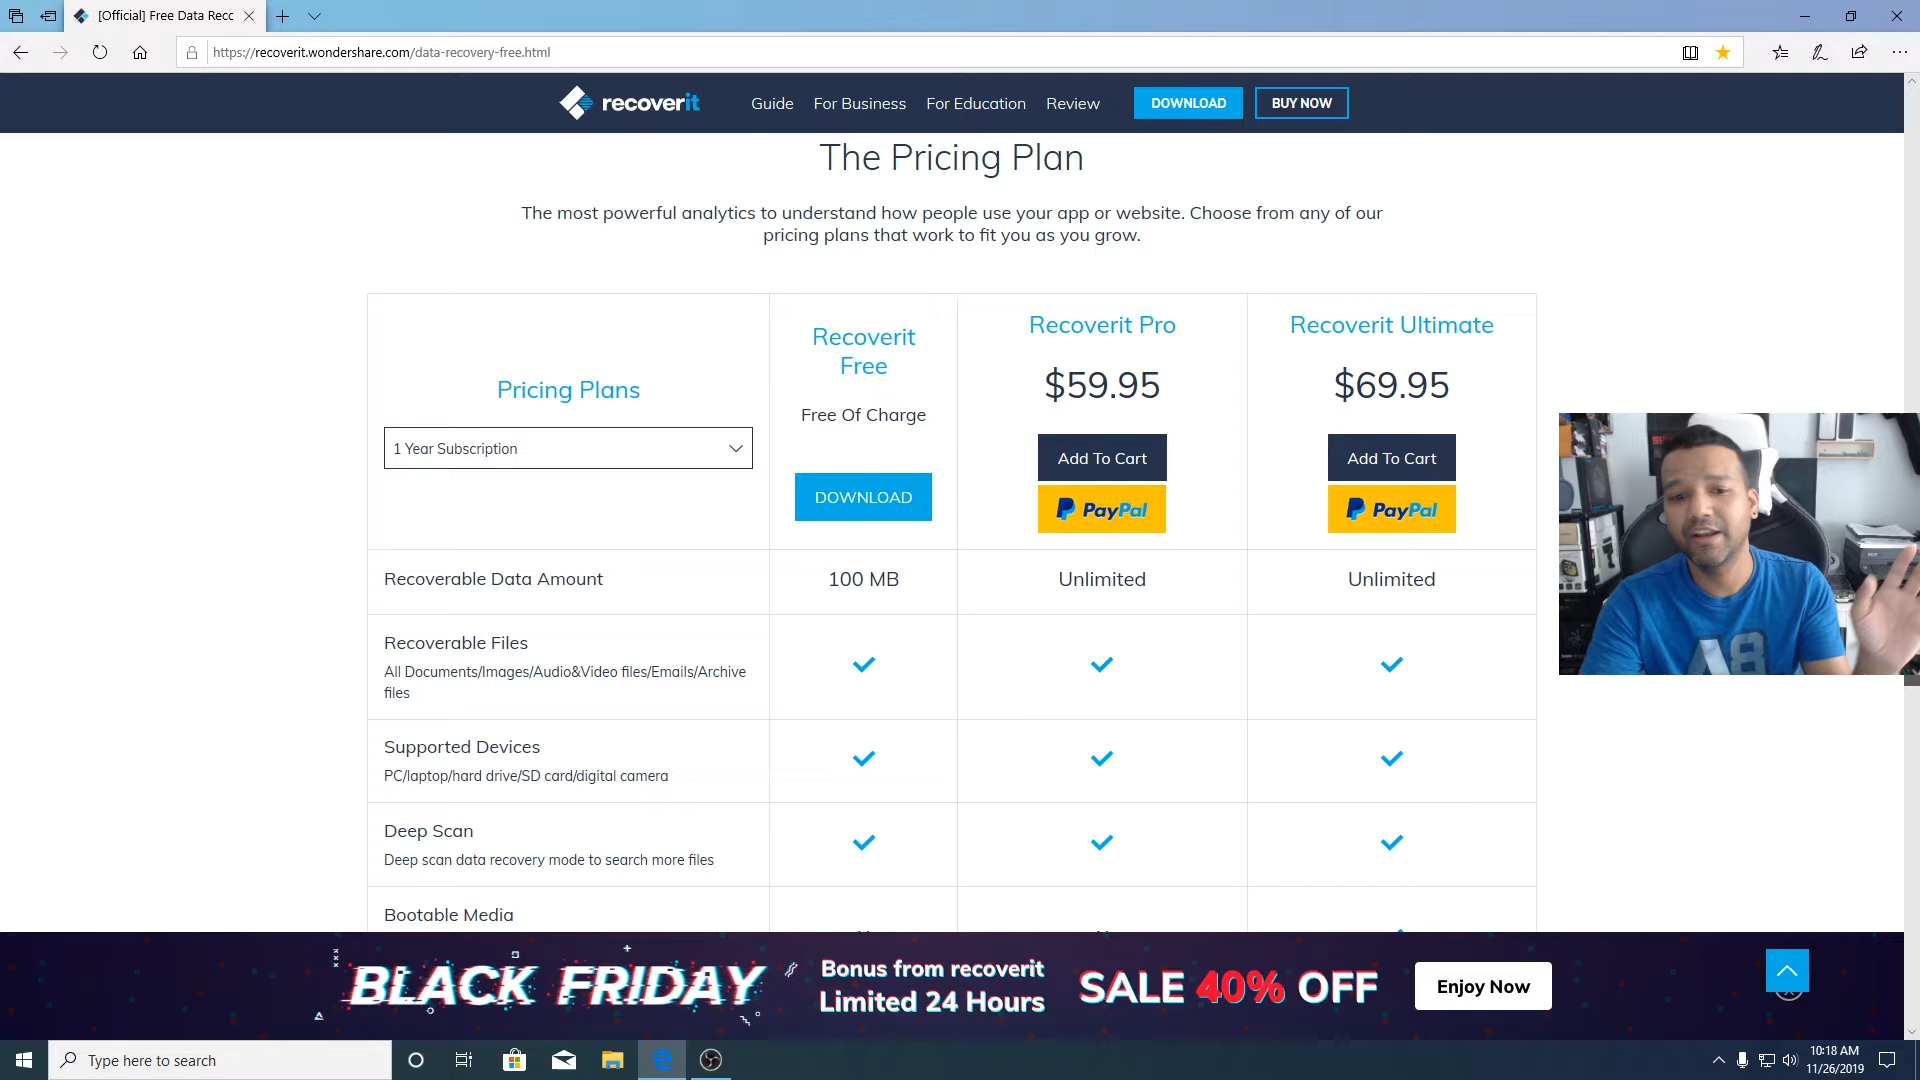 [Official] Free Data Recc
https://recoverit.wondershare.com/data-recovery-free.html
recoverit
Guide
For Business
For Education
Review
DOWNLOAD
BUY NOW
The Pricing Plan
The most powerful analytics to understand how people use your app or website. Choose from any of our
pricing plans that work to fit you as you grow.
Pricing Plans
1 Year Subscription
Recoverit
Free
Free Of Charge
DOWNLOAD
Recoverit Pro
$59.95
Add To Cart
PayPal
Recoverit Ultimate
$69.95
Add To Cart
PayPal
Recoverable Data Amount
100 MB
Unlimited
Unlimited
Recoverable Files
All Documents/Images/Audio&Video files/Emails/Archive
files
Supported Devices
PC/laptop/hard drive/SD card/digital camera
Deep Scan
Deep scan data recovery mode to search more files
Bootable Media
BLACK FRIDAY
Bonus from recoverit
Limited 24 Hours
SALE 40% OFF
Enjoy Now
A8
Type here to search
10:18 AM
11/26/2019